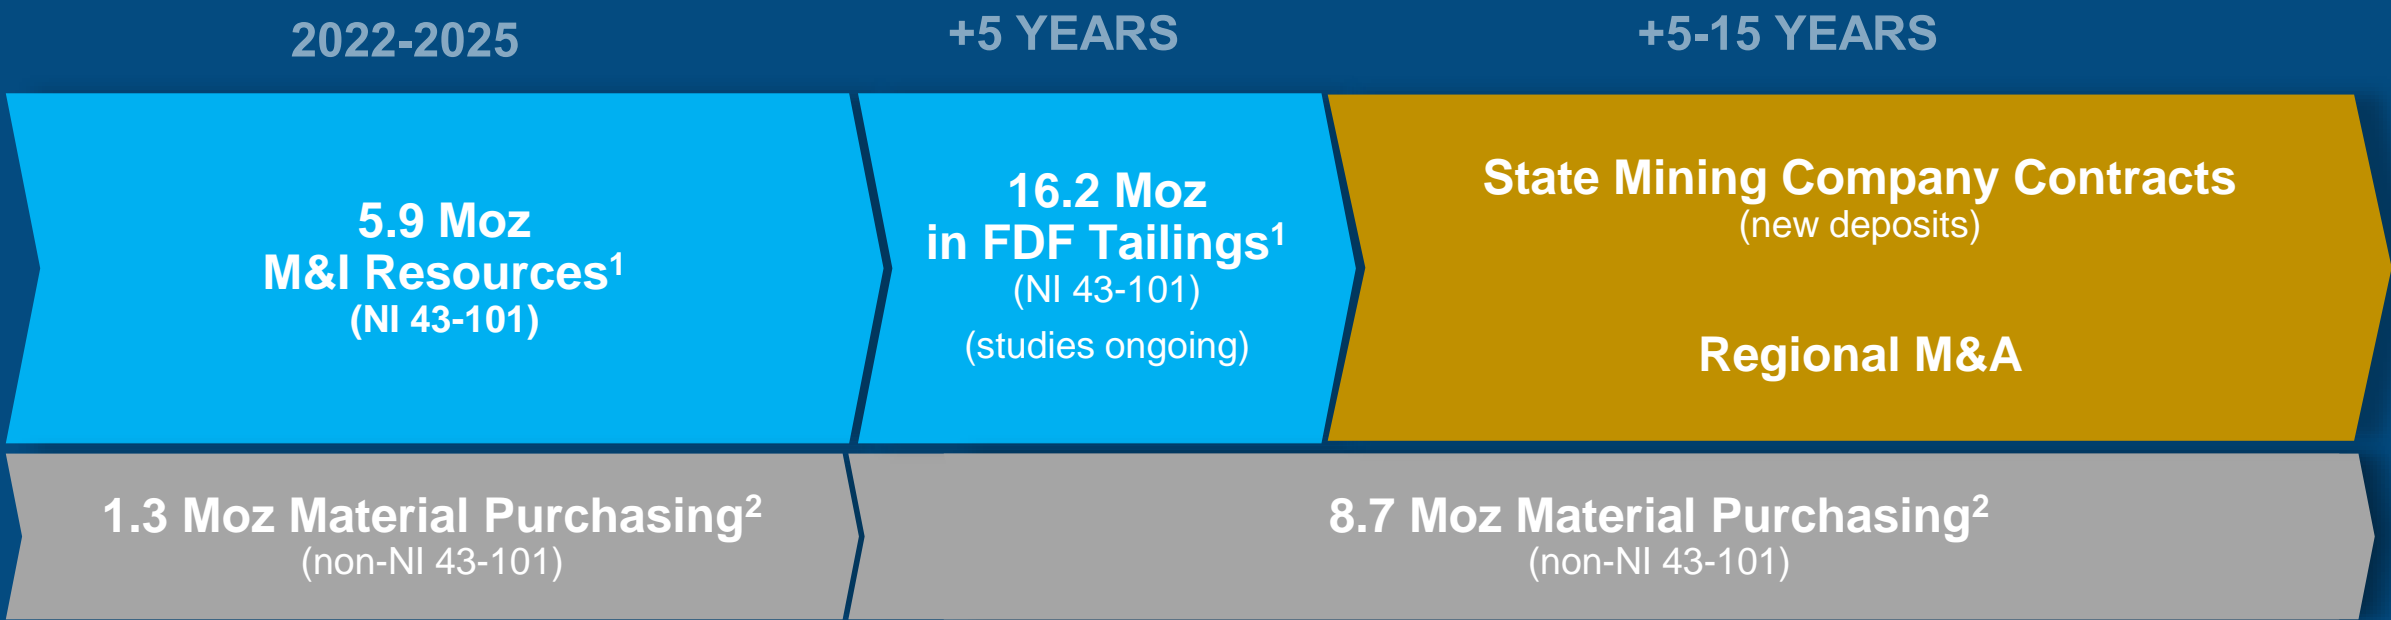 2022-2025
+5 YEARS
+5-15 YEARS
5.9 Moz
M&I Resources¹
(NI 43-101)
16.2 Moz
in FDF Tailings¹
(NI 43-101)
(studies ongoing)
State Mining Company Contracts
(new deposits)
Regional M&A
1.3 Moz Material Purchasing²
(non-NI 43-101)
8.7 Moz Material Purchasing²
(non-NI 43-101)